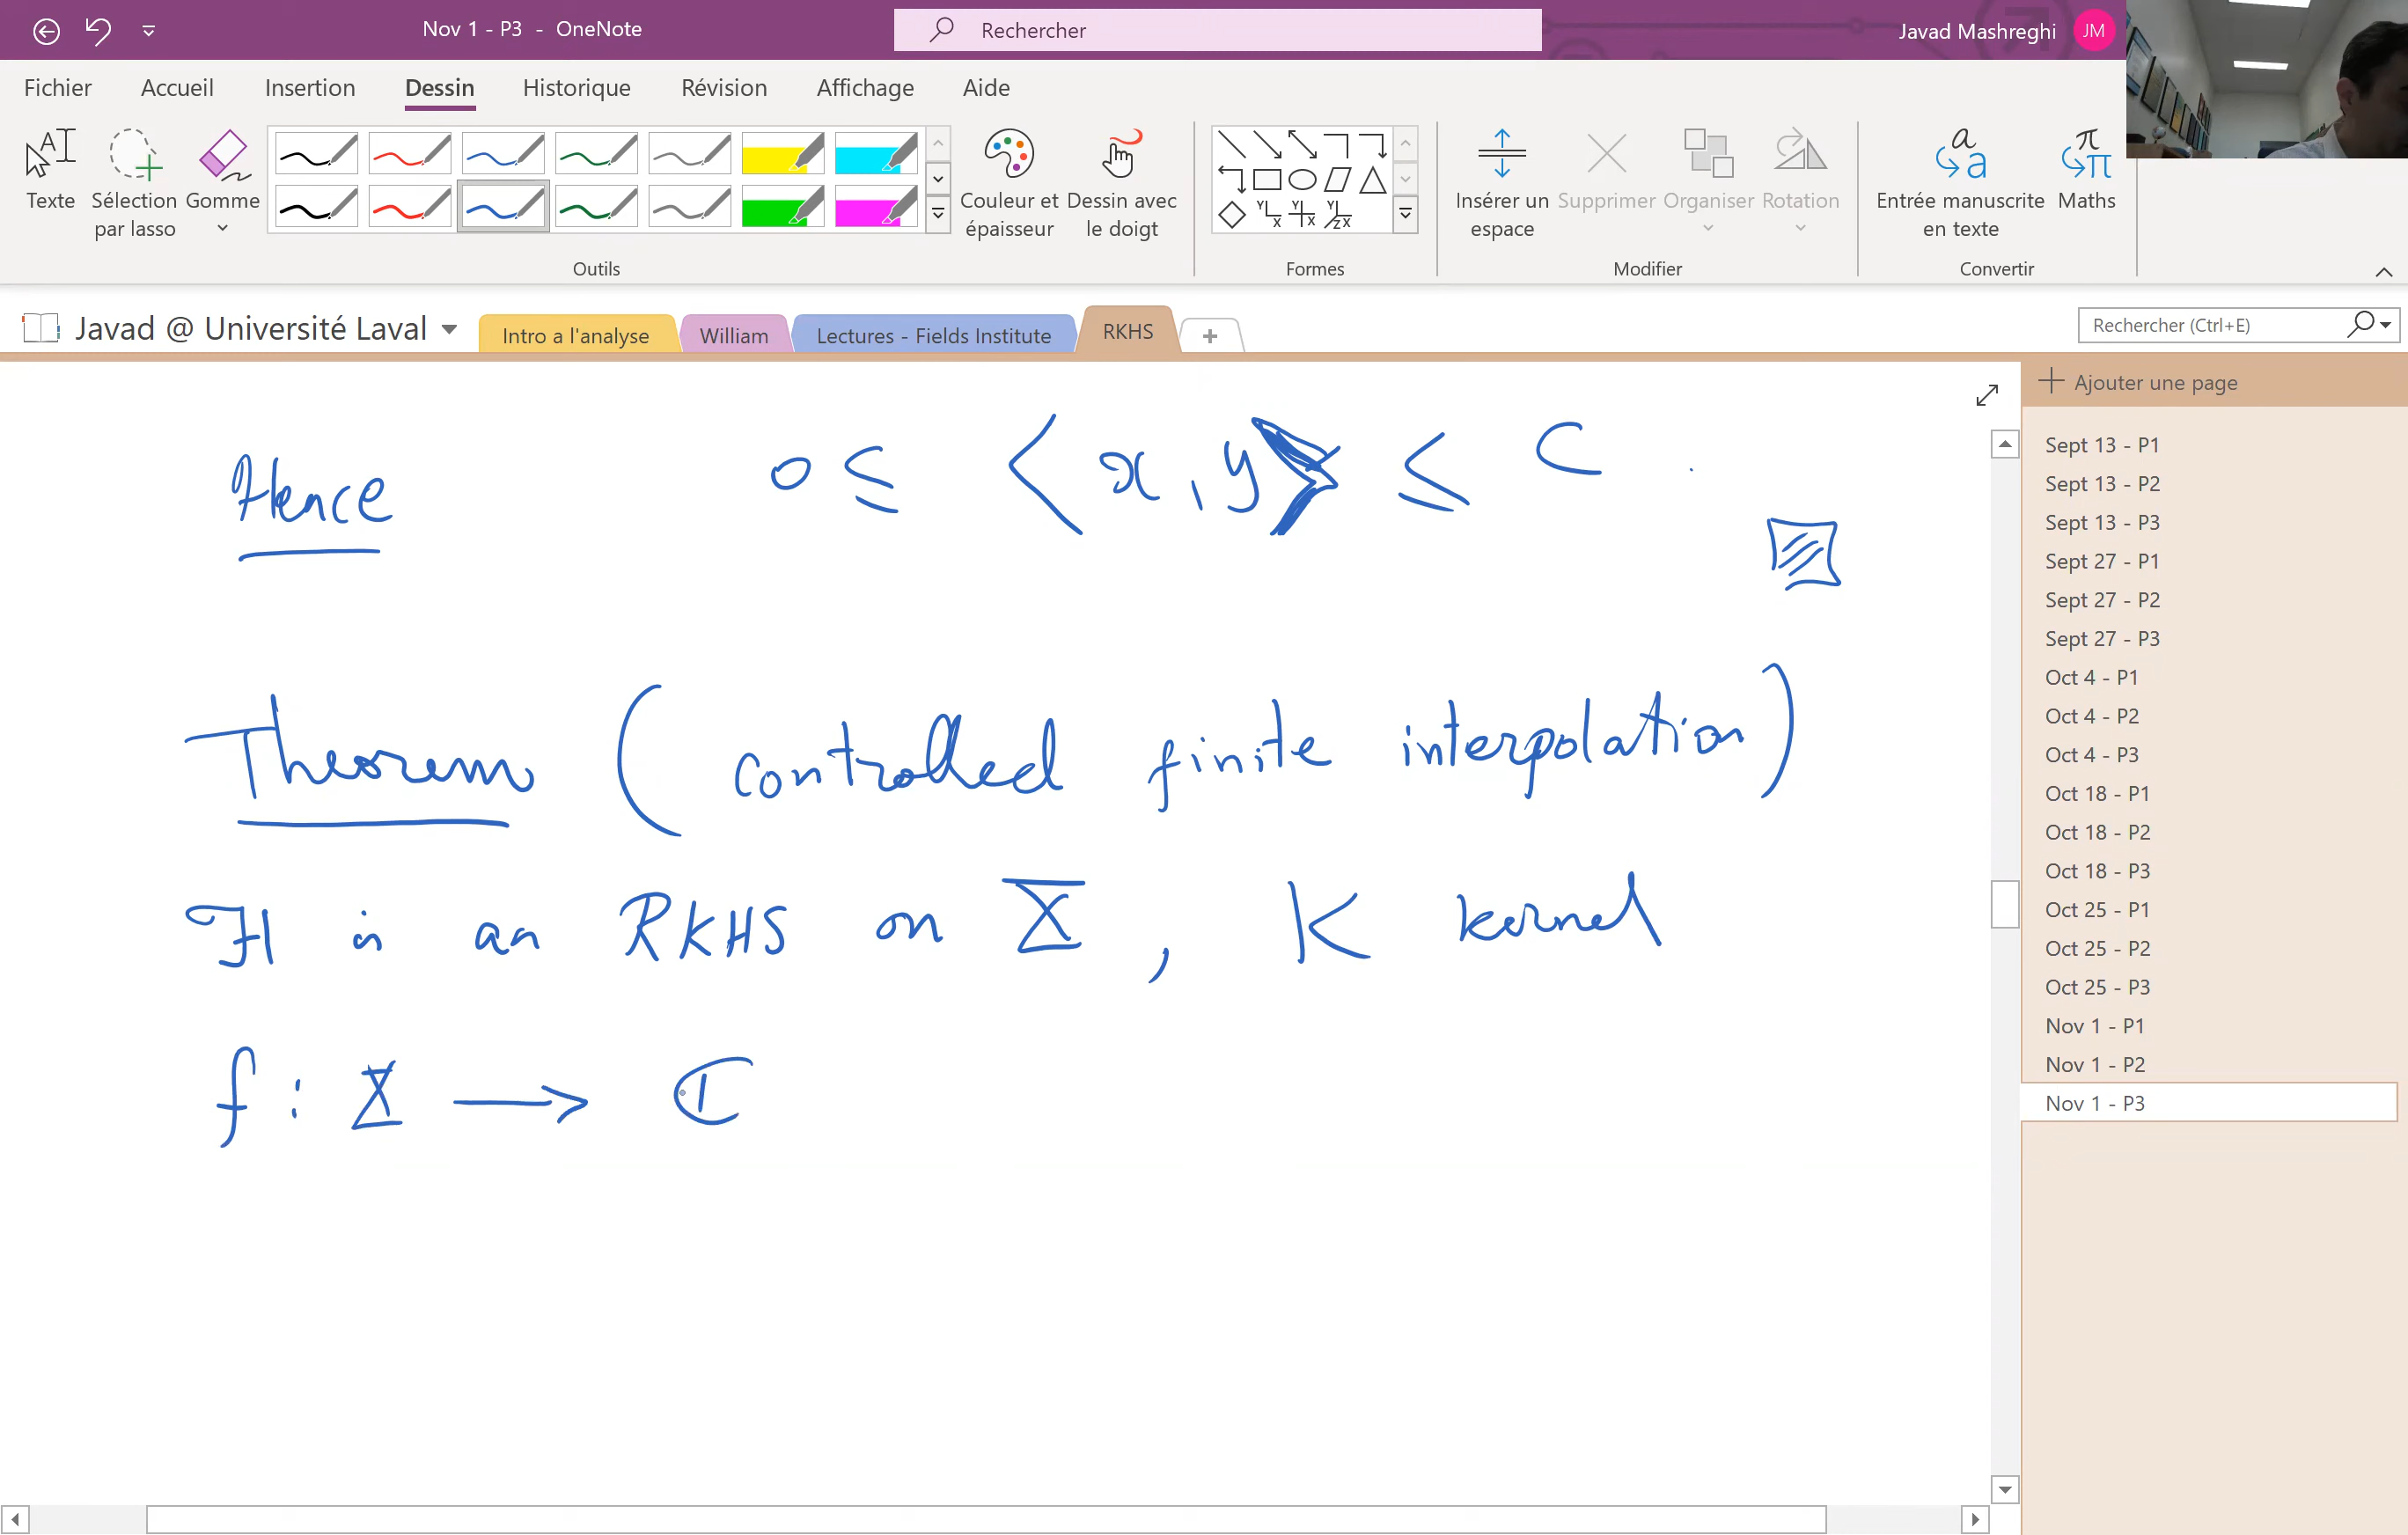 Nov 1 - P3 - OneNote
Rechercher
Javad Mashreghi JM
Fichier Accueil Insertion Dessin Historique Révision Affichage Aide
Texte
Sélection par lasso
Gomme
Couleur et épaisseur
Dessin avec le doigt
Insérer un espace
Supprimer
Organiser
Rotation
Entrée manuscrite en texte
Maths
Outils Formes Modifier Convertir
Javad @ Université Laval
Intro a l'analyse
William
Lectures - Fields Institute
RKHS
Rechercher (Ctrl+E)
Hence 0 ≤ <x, y> ≤ C .
Theorem (controlled finite interpolation)
H is an RKHS on X, K kernel
f : X ⟶ ℂ
Ajouter une page
Sept 13 - P1
Sept 13 - P2
Sept 13 - P3
Sept 27 - P1
Sept 27 - P2
Sept 27 - P3
Oct 4 - P1
Oct 4 - P2
Oct 4 - P3
Oct 18 - P1
Oct 18 - P2
Oct 18 - P3
Oct 25 - P1
Oct 25 - P2
Oct 25 - P3
Nov 1 - P1
Nov 1 - P2
Nov 1 - P3